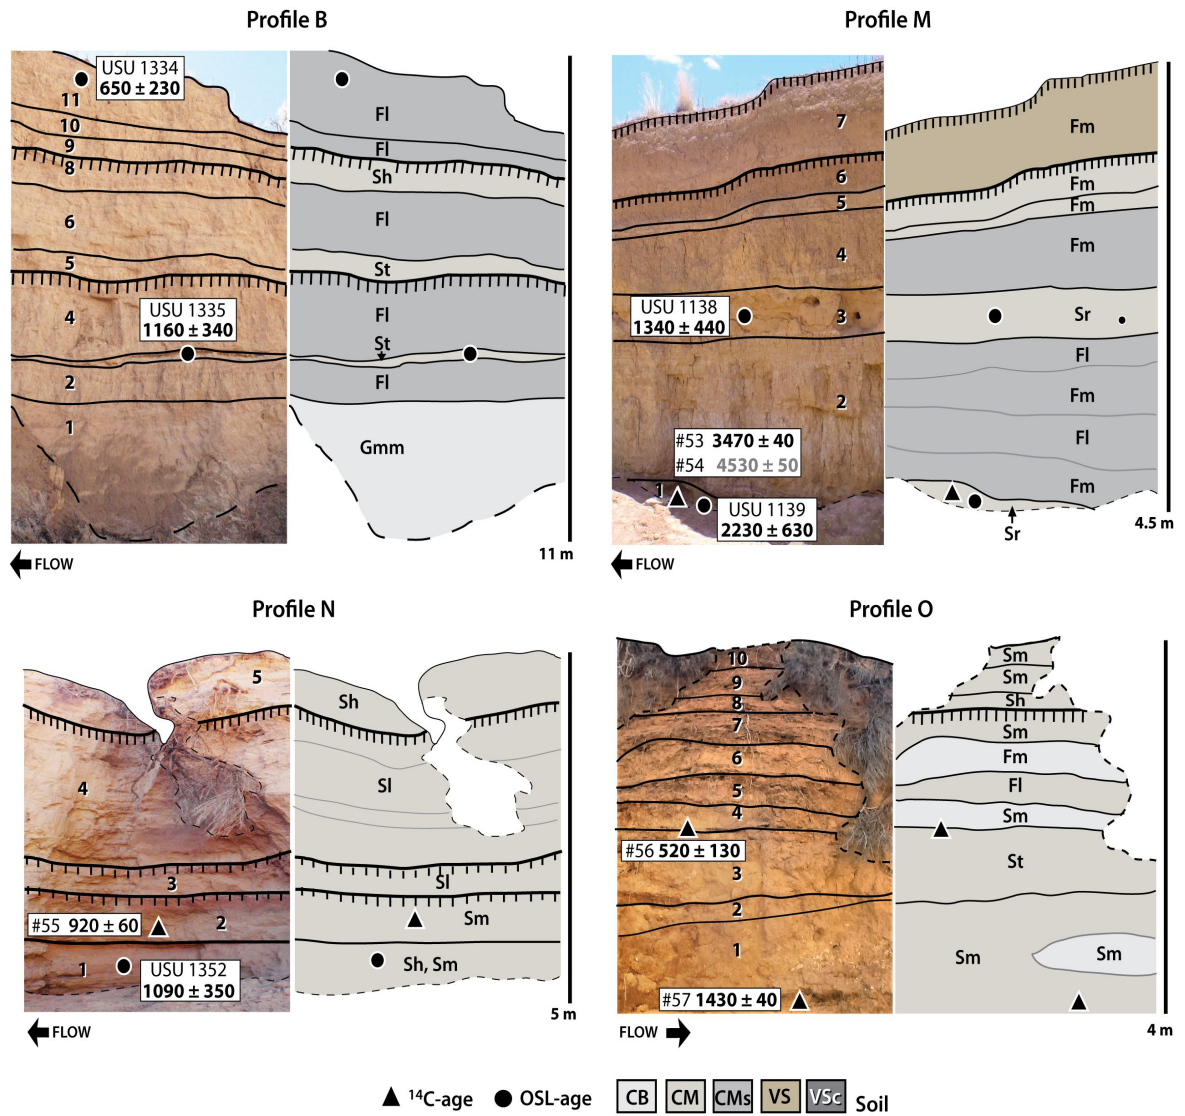 Profile B
USU 1334
650 ± 230
11
10
9
8
6
5
4
USU 1335
1160 ± 340
2
1
Fl
Fl
Sh
Fl
St
Fl
St
Fl
Gmm
11 m
FLOW
Profile M
7
6
5
4
USU 1138
1340 ± 440
3
2
#53 3470 ± 40
#54 4530 ± 50
1
USU 1139
2230 ± 630
Fm
Fm
Fm
Fm
Sr
Fl
Fm
Fl
Fm
Sr
4.5 m
FLOW
Profile N
5
4
3
#55 920 ± 60
2
1
USU 1352
1090 ± 350
Sh
Sl
Sl
Sm
Sh, Sm
5 m
FLOW
Profile O
10
9
8
7
6
5
4
#56 520 ± 130
3
2
1
#57 1430 ± 40
Sm
Sm
Sh
Sm
Fm
Fl
Sm
St
Sm
Sm
4 m
FLOW
14C-age OSL-age CB CM CMs VS VSc Soil